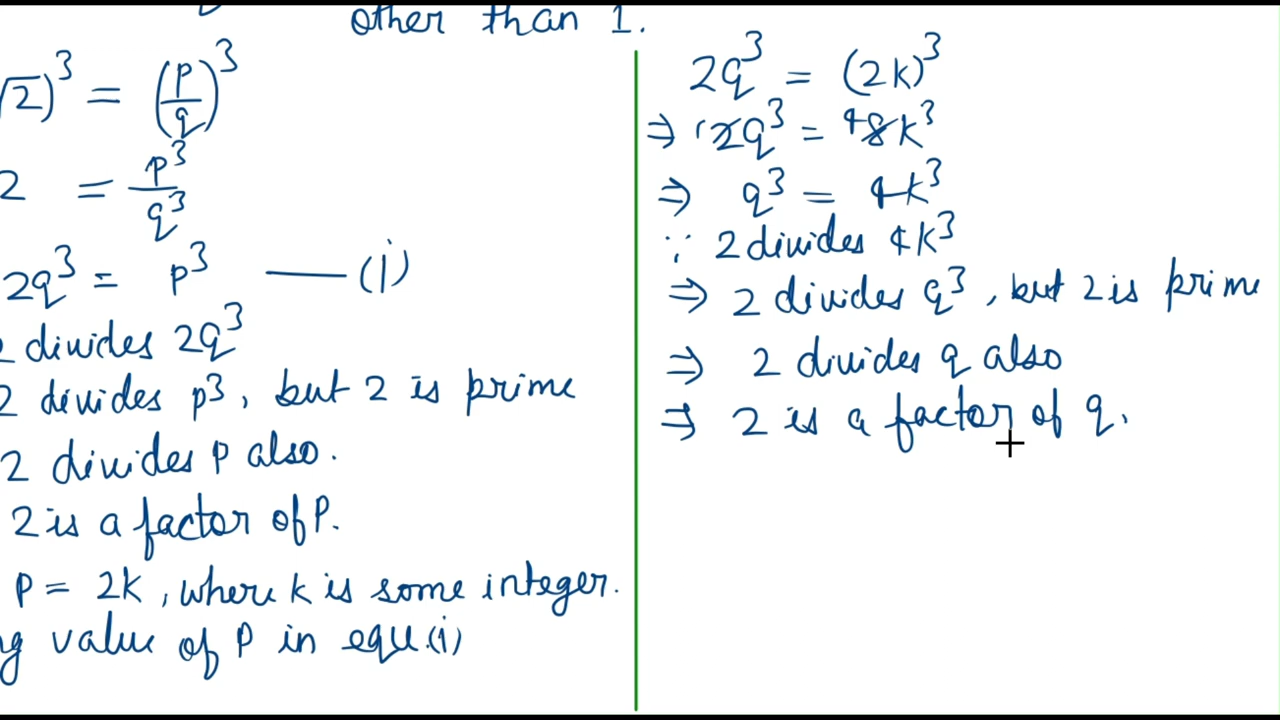 other than 1.
√2)³ = (p/q)³
2 = p³/q³
2q³ = p³ —— (i)
2 divides 2q³
2 divides p³, but 2 is prime
2 divides p also.
2 is a factor of P.
P = 2k, where k is some integer.
value of P in equ.(i)
2q³ = (2k)³
⇒ 2q³ = 48k³
⇒ q³ = 4k³
∵ 2 divides 4k³
⇒ 2 divides q³, but 2 is prime
⇒ 2 divides q also
⇒ 2 is a factor of q.